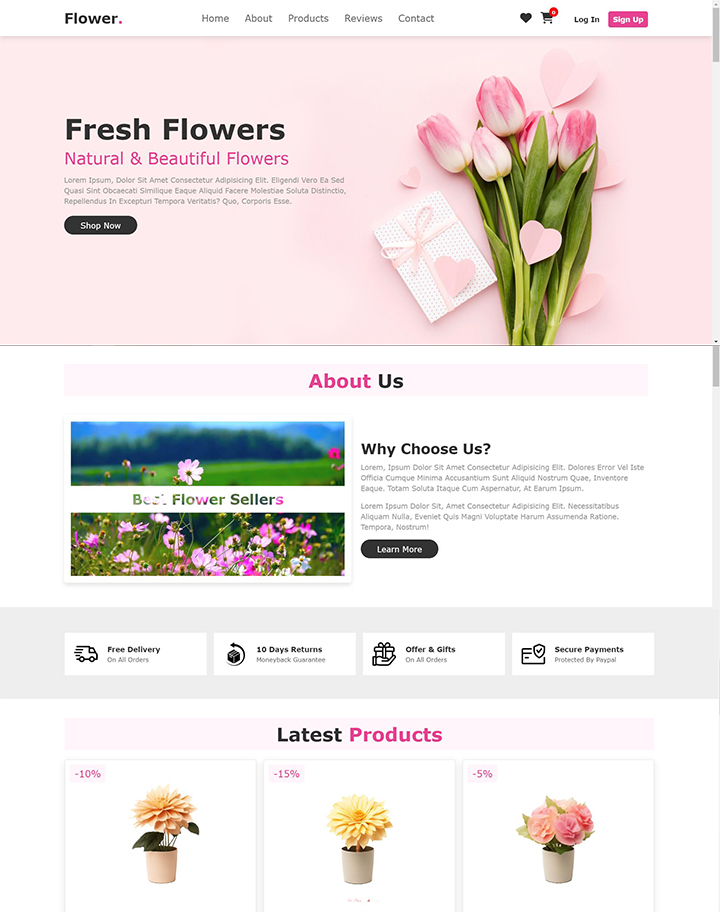 Flower.
Home About Products Reviews Contact
0
Log In
Sign Up
Fresh Flowers
Natural & Beautiful Flowers
Lorem Ipsum, Dolor Sit Amet Consectetur Adipisicing Elit. Eligendi Vero Ea Sed
Quasi Sint Obcaecati Similique Eaque Aliquid Facere Molestiae Soluta Distinctio,
Repellendus In Excepturi Tempora Veritatis? Quo, Corporis Esse.
Shop Now
About Us
Best Flower Sellers
Why Choose Us?
Lorem, Ipsum Dolor Sit Amet Consectetur Adipisicing Elit. Dolores Error Vel Iste
Officia Cumque Minima Accusantium Sunt Aliquid Nostrum Quae, Inventore
Eaque. Totam Soluta Itaque Cum Aspernatur, At Earum Ipsum.
Lorem Ipsum Dolor Sit, Amet Consectetur Adipisicing Elit. Necessitatibus
Aliquam Nulla, Eveniet Quis Magni Voluptate Harum Assumenda Ratione.
Tempora, Nostrum!
Learn More
Free Delivery
On All Orders
10 Days Returns
Moneyback Guarantee
Offer & Gifts
On All Orders
Secure Payments
Protected By Paypal
Latest Products
-10%
-15%
-5%